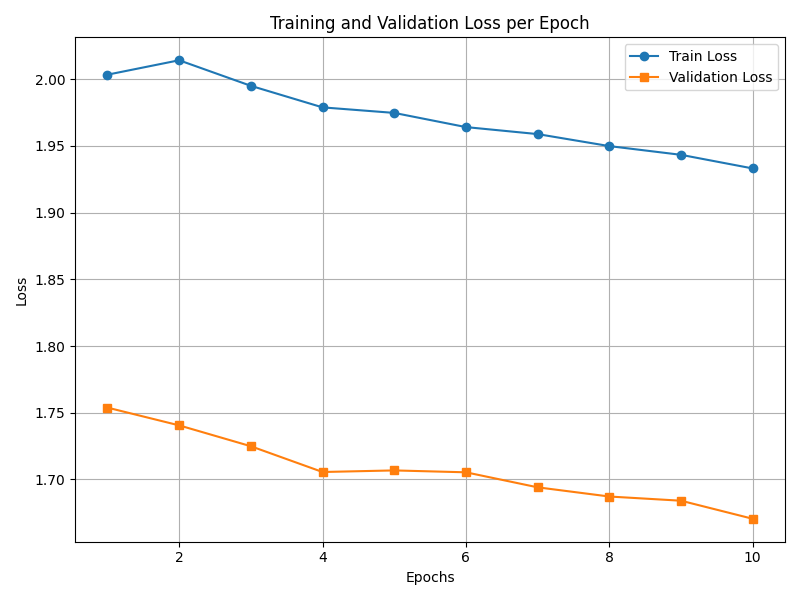 Training and Validation Loss per Epoch
Train Loss
Validation Loss
2.00
1.95
1.90
1.85
1.80
1.75
1.70
Loss
2 4 6 8 10
Epochs